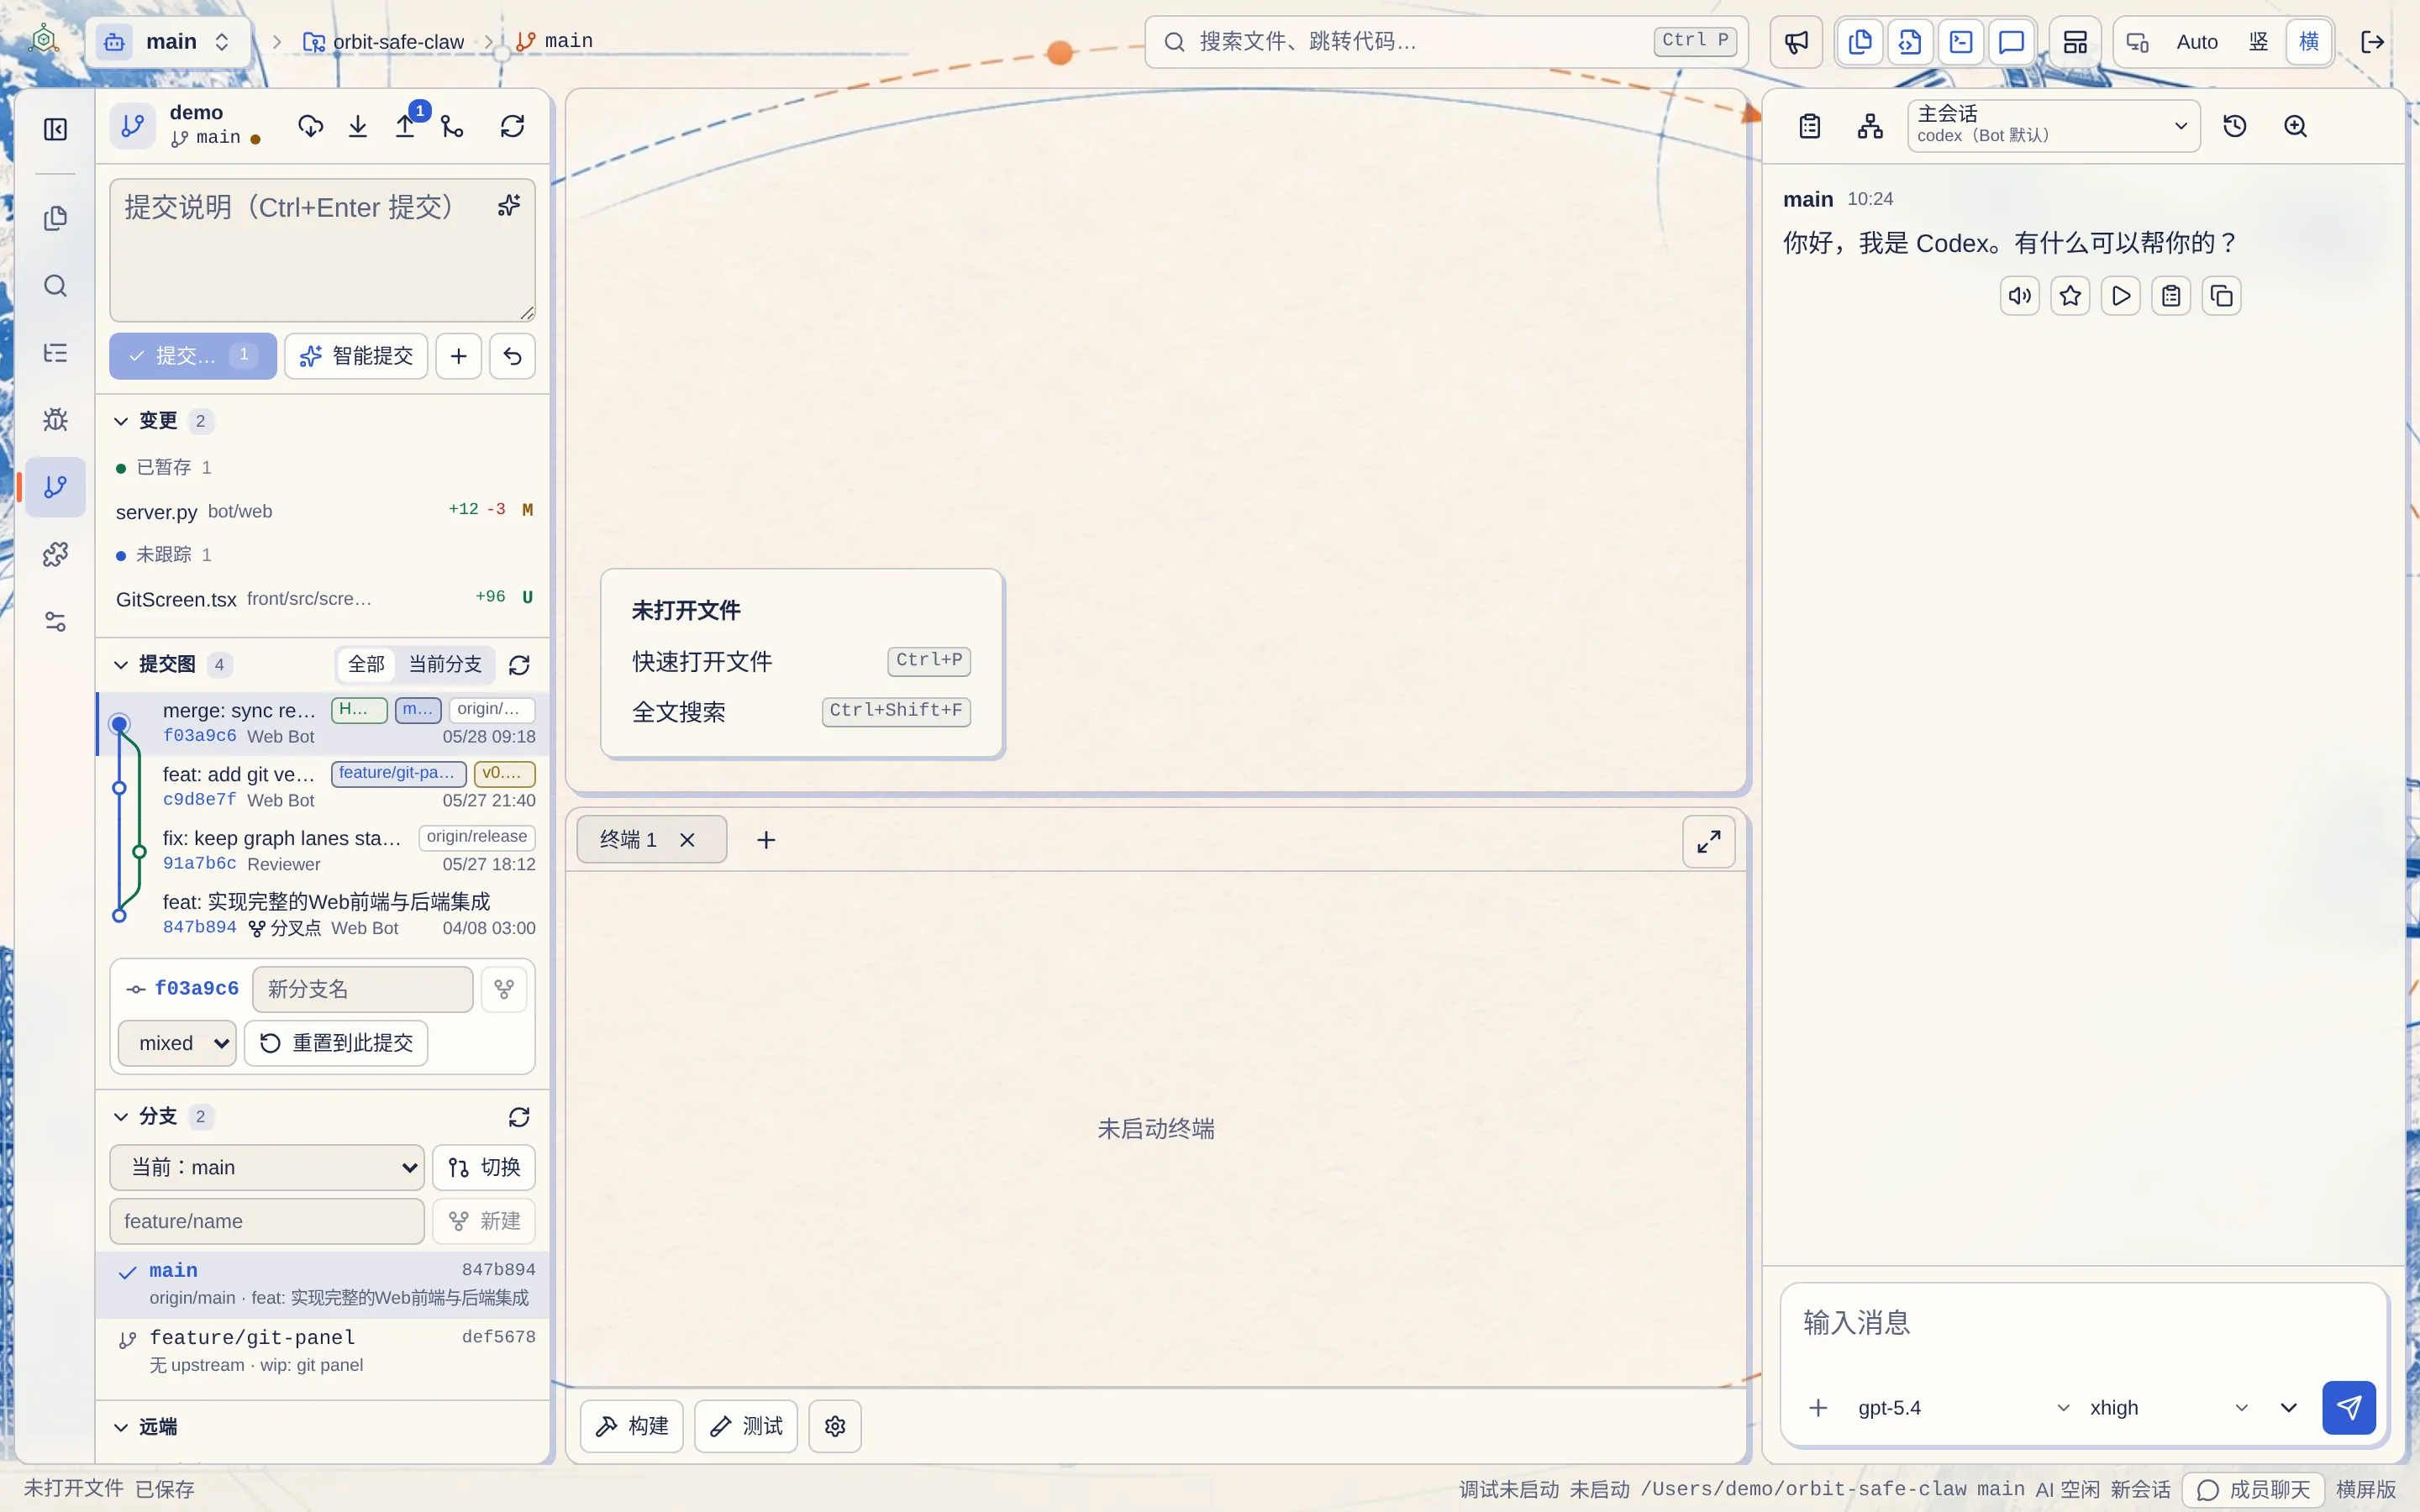 main
orbit-safe-claw
main
搜索文件、跳转代码… Ctrl P
Auto 竖 横
demo
main
1
提交说明（Ctrl+Enter 提交）
提交… 1
智能提交
变更 2
已暂存 1
server.py bot/web +12 -3 M
未跟踪 1
GitScreen.tsx front/src/scre… +96 U
提交图 4 全部 当前分支
merge: sync re… H… m… origin/…
f03a9c6 Web Bot 05/28 09:18
feat: add git ve… feature/git-pa… v0.…
c9d8e7f Web Bot 05/27 21:40
fix: keep graph lanes sta… origin/release
91a7b6c Reviewer 05/27 18:12
feat: 实现完整的Web前端与后端集成
847b894 分叉点 Web Bot 04/08 03:00
f03a9c6 新分支名
mixed 重置到此提交
分支 2
当前：main 切换
feature/name 新建
main 847b894
origin/main · feat: 实现完整的Web前端与后端集成
feature/git-panel def5678
无 upstream · wip: git panel
远端
未打开文件
快速打开文件 Ctrl+P
全文搜索 Ctrl+Shift+F
终端 1
未启动终端
构建 测试
主会话
codex（Bot 默认）
main 10:24
你好，我是 Codex。有什么可以帮你的？
输入消息
gpt-5.4 xhigh
未打开文件 已保存
调试未启动 未启动 /Users/demo/orbit-safe-claw main AI 空闲 新会话 成员聊天 横屏版